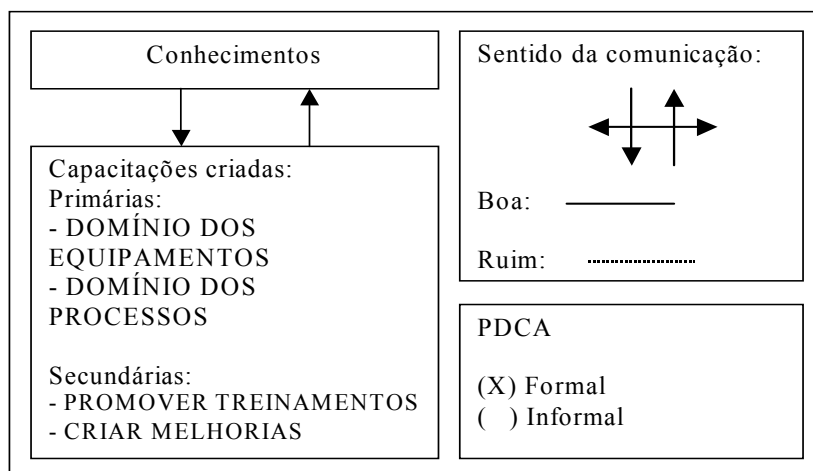 Conhecimentos
Capacitações criadas:
Primárias:
- DOMÍNIO DOS
EQUIPAMENTOS
- DOMÍNIO DOS
PROCESSOS
Secundárias:
- PROMOVER TREINAMENTOS
- CRIAR MELHORIAS
Sentido da comunicação:
Boa:
Ruim:
PDCA
(X) Formal
(  ) Informal